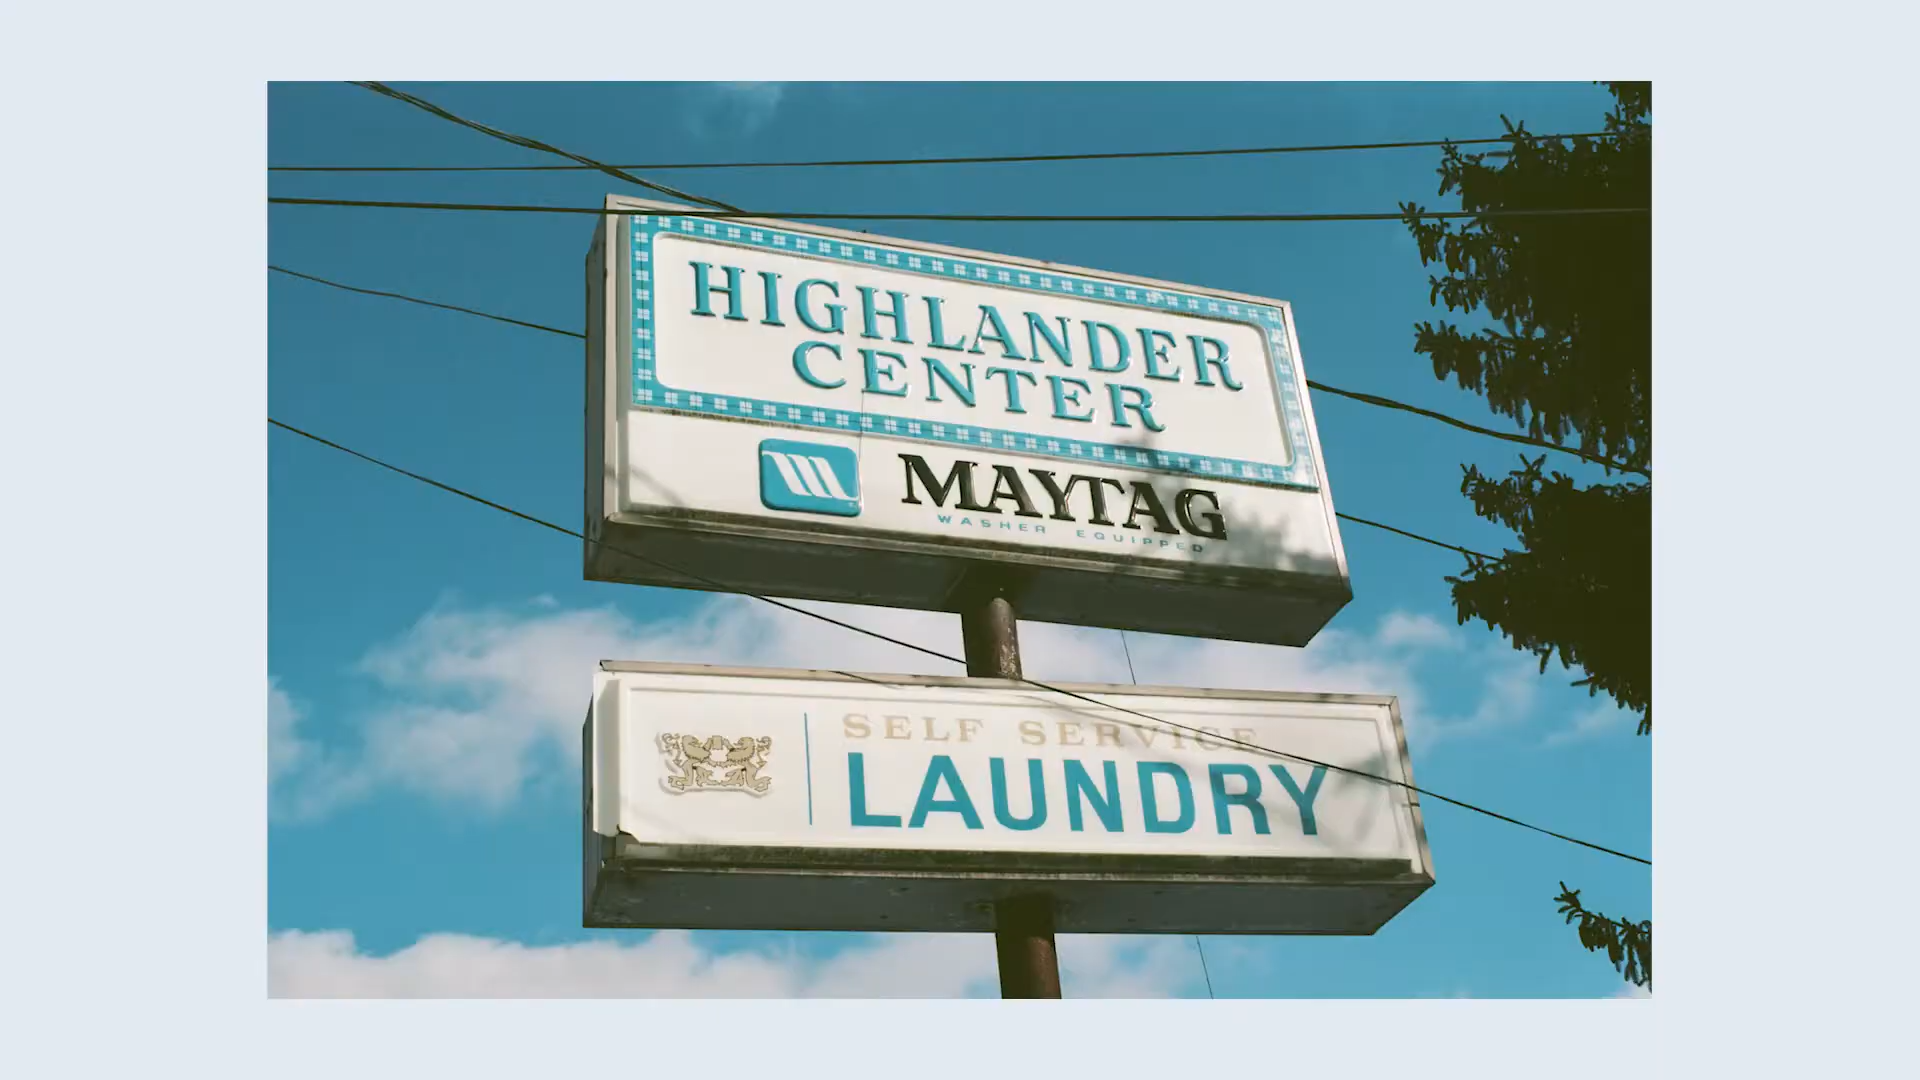 HIGHLANDER
CENTER
MAYTAG
WASHER EQUIPPED
SELF SERVICE
LAUNDRY